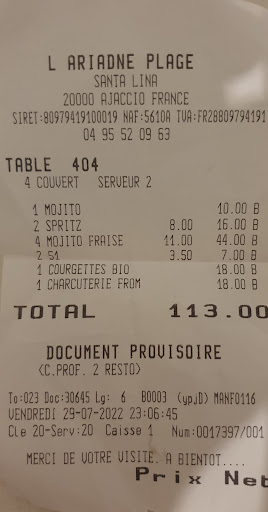 L ARIADNE PLAGE
SANTA LINA
20000 AJACCIO FRANCE
SIRET:80979419100019 NAF:5610A TVA:FR28809794191
04 95 52 09 63
TABLE 404
4 COUVERT SERVEUR 2
1 MOJITO 10.00 B
2 SPRITZ 8.00 16.00 B
4 MOJITO FRAISE 11.00 44.00 B
2 51 3.50 7.00 B
1 COURGETTES BIO 18.00 B
1 CHARCUTERIE FROM 18.00 B
TOTAL 113.00
DOCUMENT PROVISOIRE
(C.PROF. 2 RESTO)
To:023 Doc:30645 Lg: 6 B0003 (ypjD) MANF0116
VENDREDI 29-07-2022 23:06:45
Cle 20-Serv:20 Caisse 1 Num:0017397/001
MERCI DE VOTRE VISITE. A BIENTOT....
Prix Net